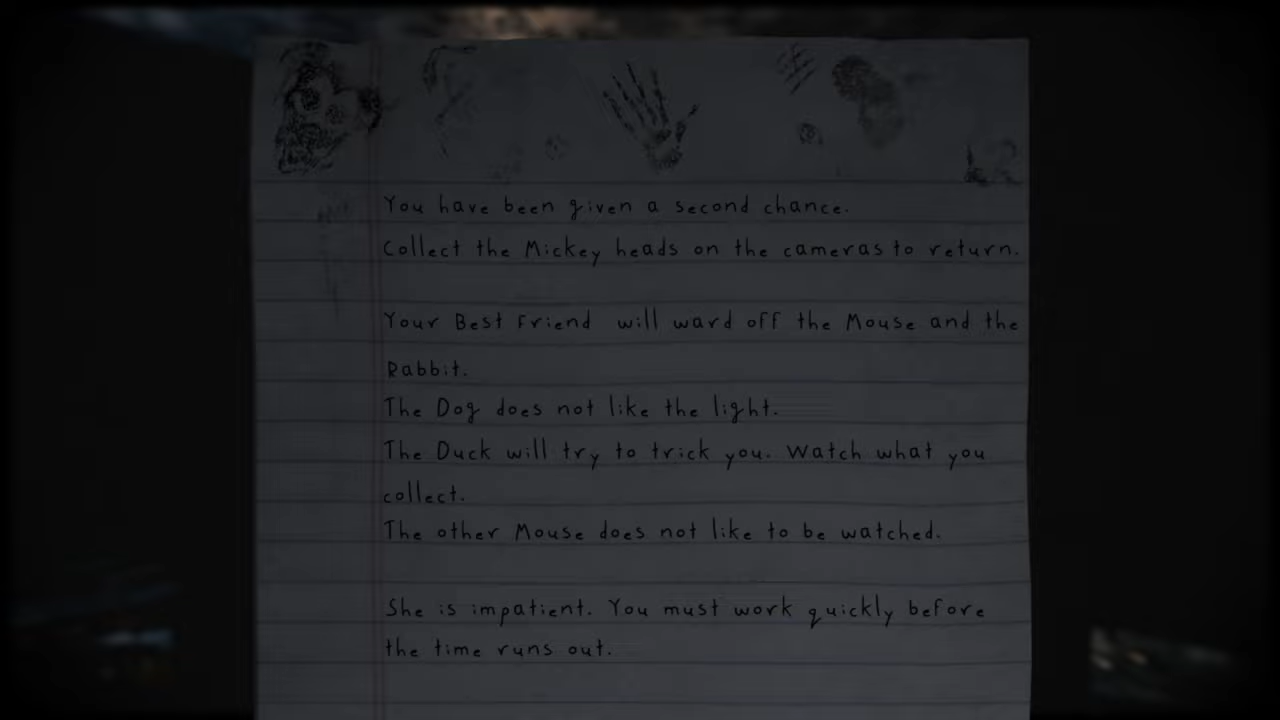 You have been given a second chance.
Collect the Mickey heads on the cameras to return.
Your Best Friend will ward off the Mouse and the
Rabbit.
The Dog does not like the light.
The Duck will try to trick you. Watch what you
collect.
The other Mouse does not like to be watched.
She is impatient. You must work quickly before
the time runs out.